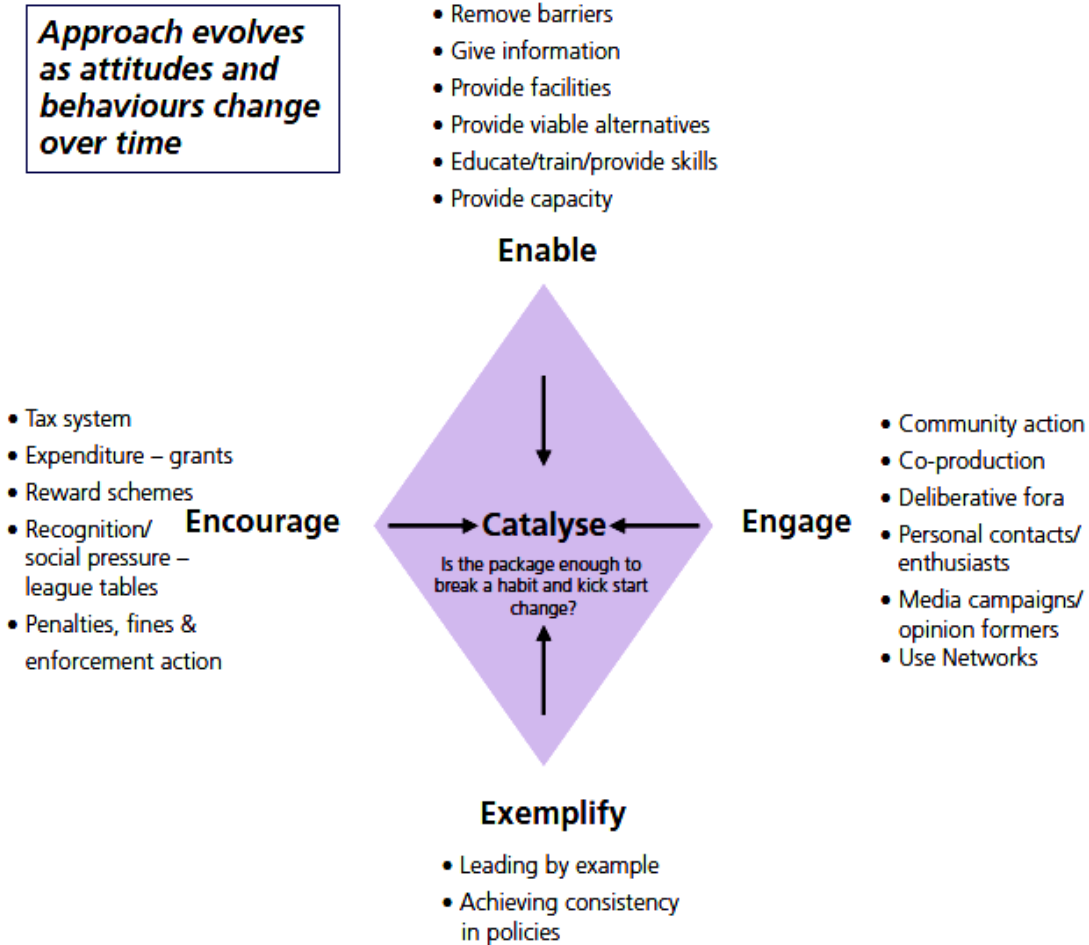 Approach evolves
as attitudes and
behaviours change
over time
• Remove barriers
• Give information
• Provide facilities
• Provide viable alternatives
• Educate/train/provide skills
• Provide capacity
Enable
• Tax system
• Expenditure – grants
• Reward schemes
• Recognition/
social pressure –
league tables
• Penalties, fines &
enforcement action
Encourage
Catalyse
Is the package enough to
break a habit and kick start
change?
Engage
• Community action
• Co-production
• Deliberative fora
• Personal contacts/
enthusiasts
• Media campaigns/
opinion formers
• Use Networks
Exemplify
• Leading by example
• Achieving consistency
in policies